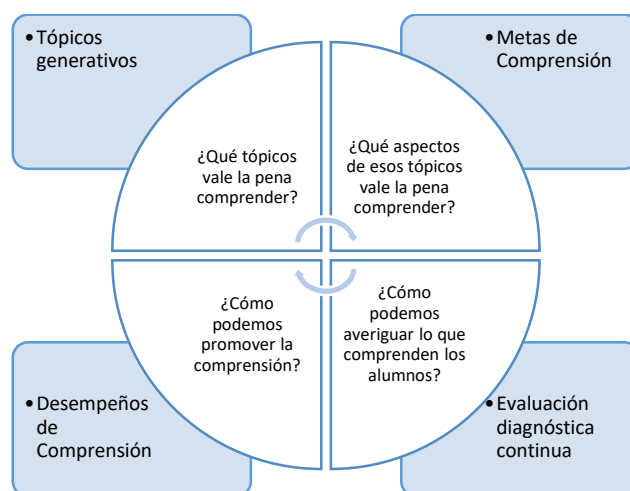 •Tópicos
generativos
•Metas de
Comprensión
¿Qué tópicos
vale la pena
comprender?
¿Qué aspectos
de esos tópicos
vale la pena
comprender?
¿Cómo
podemos
promover la
comprensión?
¿Cómo
podemos
averiguar lo que
comprenden los
alumnos?
•Desempeños
de
Comprensión
•Evaluación
diagnóstica
continua